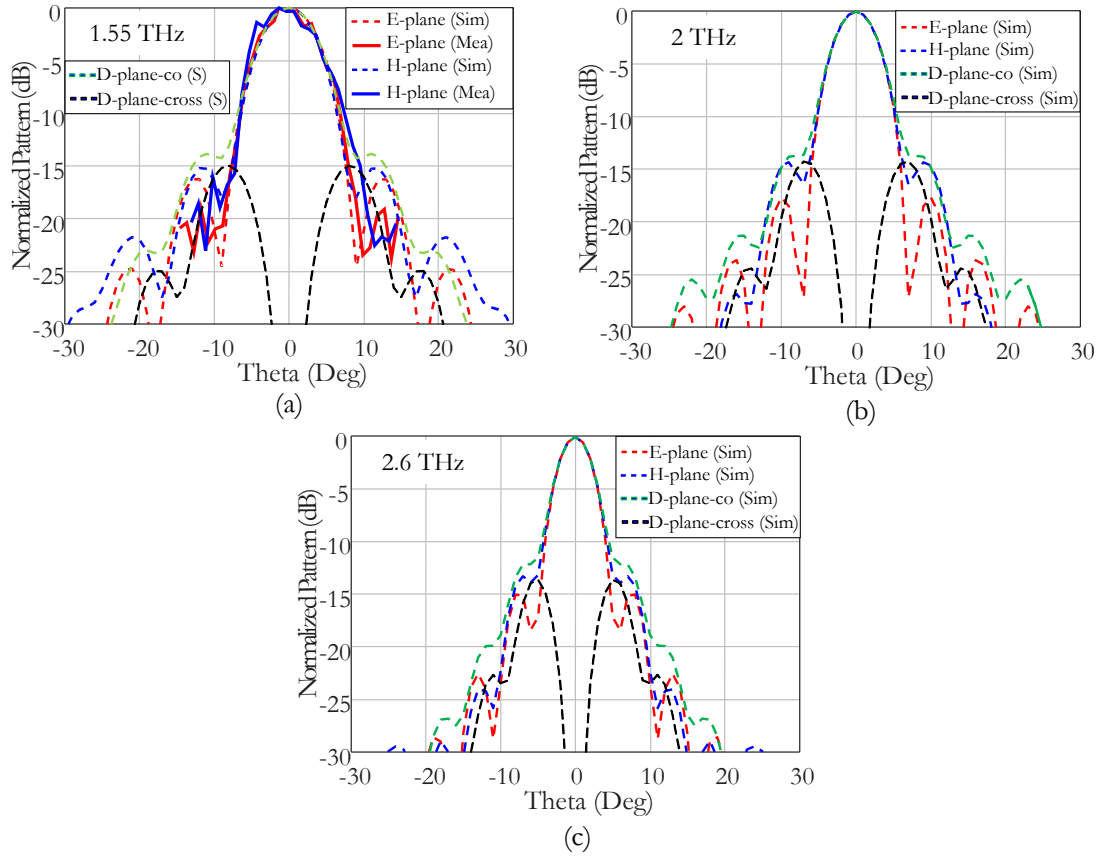 1.55 THz
E-plane (Sim)
E-plane (Mea)
H-plane (Sim)
H-plane (Mea)
D-plane-co (S)
D-plane-cross (S)
Normalized Pattern (dB)
0
-5
-10
-15
-20
-25
-30
-30 -20 -10 0 10 20 30
Theta (Deg)
(a)
2 THz
E-plane (Sim)
H-plane (Sim)
D-plane-co (Sim)
D-plane-cross (Sim)
Normalized Pattern (dB)
0
-5
-10
-15
-20
-25
-30
-30 -20 -10 0 10 20 30
Theta (Deg)
(b)
2.6 THz
E-plane (Sim)
H-plane (Sim)
D-plane-co (Sim)
D-plane-cross (Sim)
Normalized Pattern (dB)
0
-5
-10
-15
-20
-25
-30
-30 -20 -10 0 10 20 30
Theta (Deg)
(c)